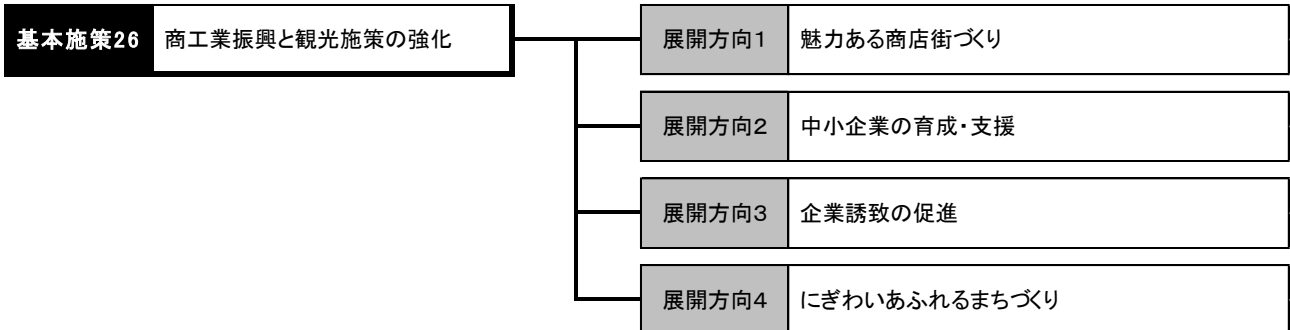 基本施策26 商工業振興と観光施策の強化
展開方向1 魅力ある商店街づくり
展開方向2 中小企業の育成・支援
展開方向3 企業誘致の促進
展開方向4 にぎわいあふれるまちづくり